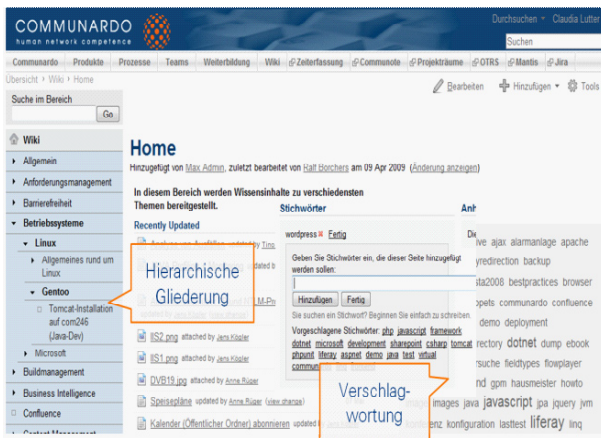 COMMUNARDO
human network competence
Durchsuchen Claudia Lutter
Suchen
Communardo Produkte Prozesse Teams Weiterbildung Wiki Zeiterfassung Communote Projekträume OTRS Mantis Jira
Übersicht > Wiki > Home
Bearbeiten Hinzufügen Tools
Suche im Bereich
Go
Wiki
Allgemein
Anforderungsmanagement
Barrierefreiheit
Betriebssysteme
Linux
Allgemeines rund um
Linux
Gentoo
Tomcat-Installation
auf com246
(Java-Dev)
Microsoft
Buildmanagement
Business Intelligence
Confluence
Content Management
Home
Hinzugefügt von Max Admin, zuletzt bearbeitet von Ralf Borchers am 09 Apr 2009 (Änderung anzeigen)
In diesem Bereich werden Wissensinhalte zu verschiedensten
Themen bereitgestellt.
Recently Updated
updated by
IIS2.png attached by Jens Köpler
IIS1.png attached by Jens Köpler
DVB19.jpg attached by Anne Rüger
Speisepläne updated by Anne Rüger (view change)
Kalender (Öffentlicher Ordner) abonnieren updated
Hierarchische
Gliederung
Stichwörter
wordpress Fertig
Geben Sie Stichwörter ein, die dieser Seite hinzugefügt
werden sollen:
Hinzufügen Fertig
Sie suchen ein Stichwort? Beginnen Sie einfach zu schreiben.
Vorgeschlagene Stichwörter: php javascript framework
dotnet microsoft development sharepoint csharp tomcat
phpunit liferay aspnet demo java test virtual
Verschlag-
wortung
ajax alarmanlage apache
backup
bestpractices browser
communardo confluence
demo deployment
dotnet dump ebook
fieldtypes flowplayer
gpm hausmeister howto
images java javascript jpa jquery jvm
konfiguration lasttest liferay linq